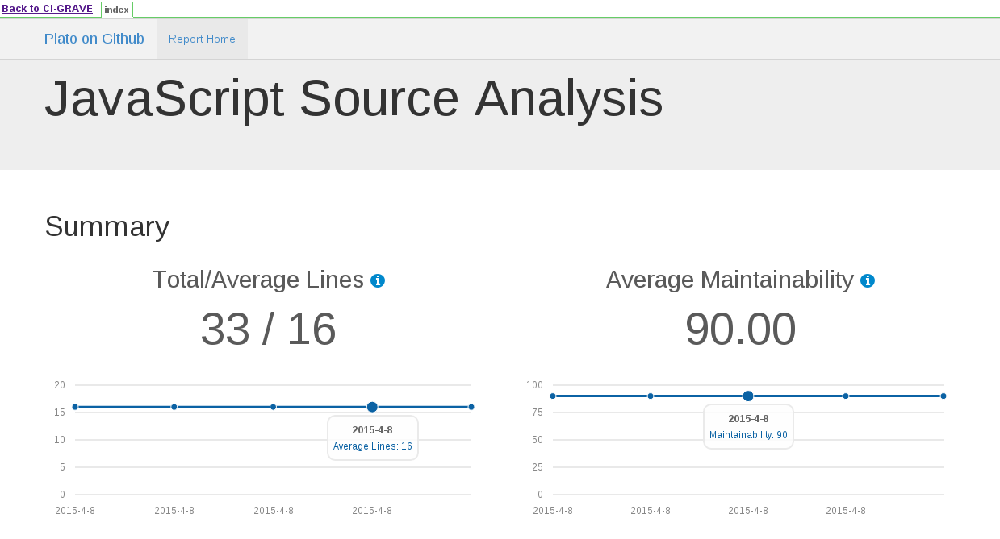 Back to CI-GRAVE index
Plato on Github Report Home
JavaScript Source Analysis
Summary
Total/Average Lines
33 / 16
20
15
10
5
0
2015-4-8
Average Lines: 16
2015-4-8 2015-4-8 2015-4-8 2015-4-8
Average Maintainability
90.00
100
75
50
25
0
2015-4-8
Maintainability: 90
2015-4-8 2015-4-8 2015-4-8 2015-4-8